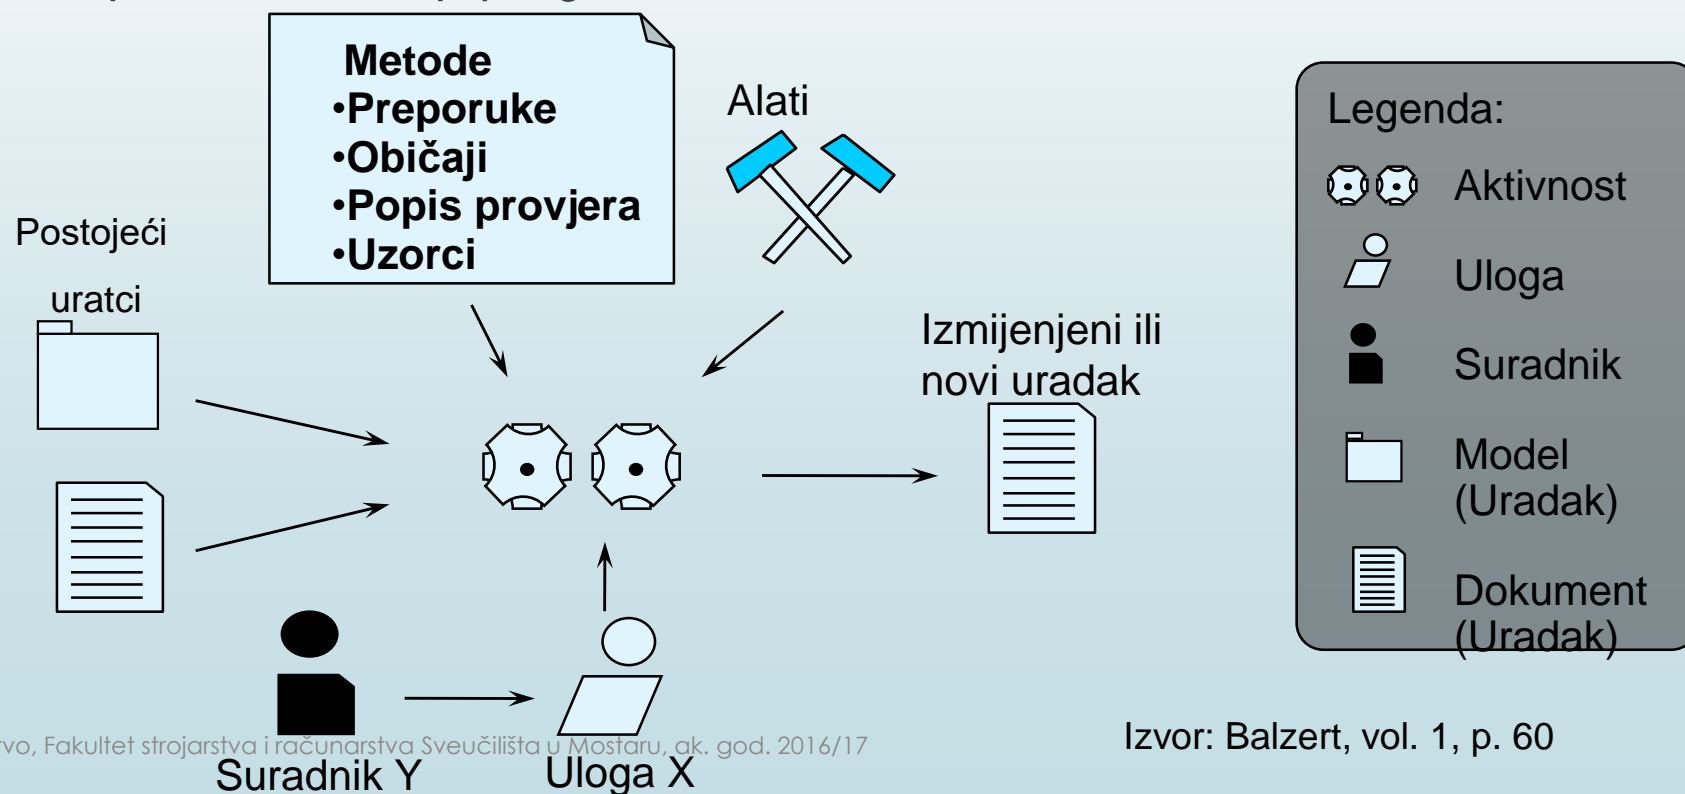 Metode
•Preporuke
•Običaji
•Popis provjera
•Uzorci
Alati
Postojeći
uratci
Izmijenjeni ili
novi uradak
Legenda:
Aktivnost
Uloga
Suradnik
Model
(Uradak)
Dokument
(Uradak)
Fakultet strojarstva i računarstva Sveučilišta u Mostaru, ak. god. 2016/17
Suradnik Y
Uloga X
Izvor: Balzert, vol. 1, p. 60